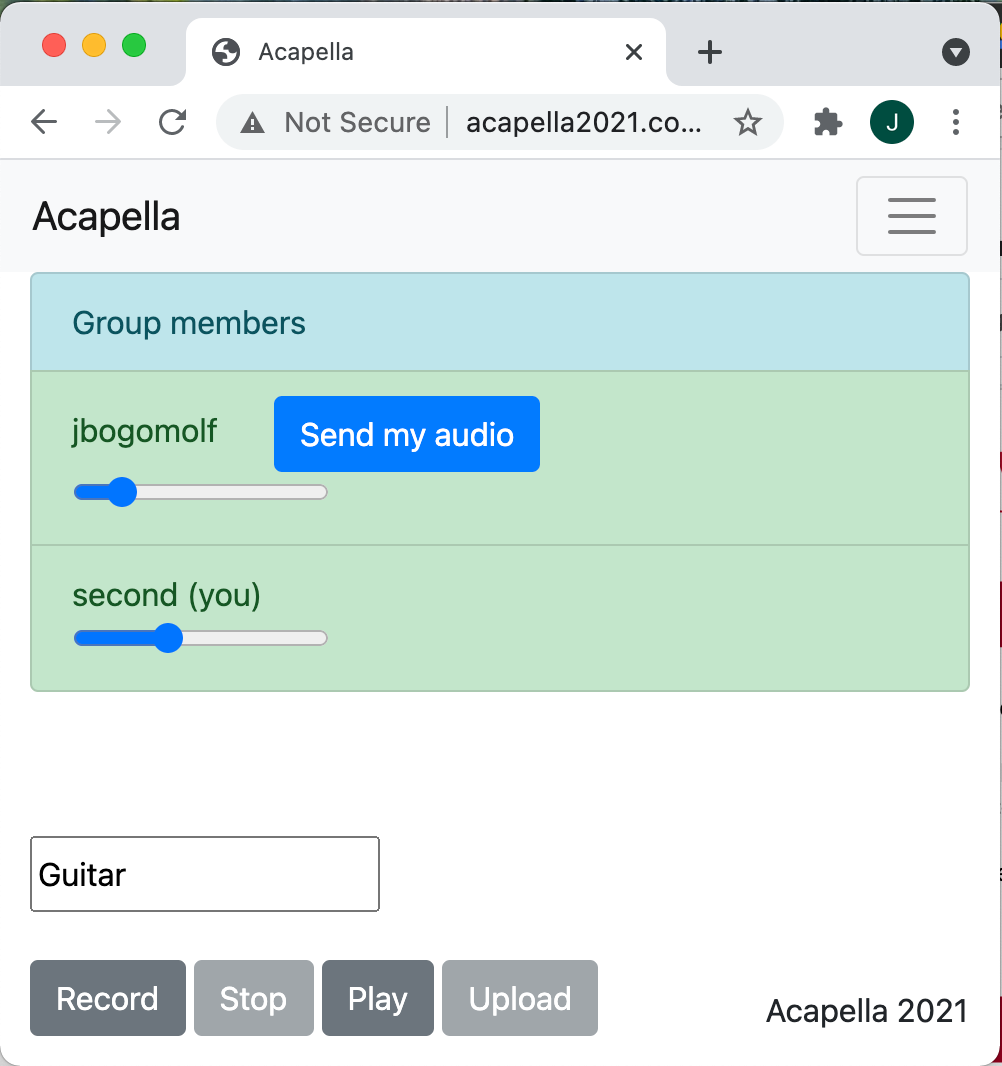 Acapella
Not Secure acapella2021.co... J
Acapella
Group members
jbogomolf Send my audio
second (you)
Guitar
Record Stop Play Upload Acapella 2021